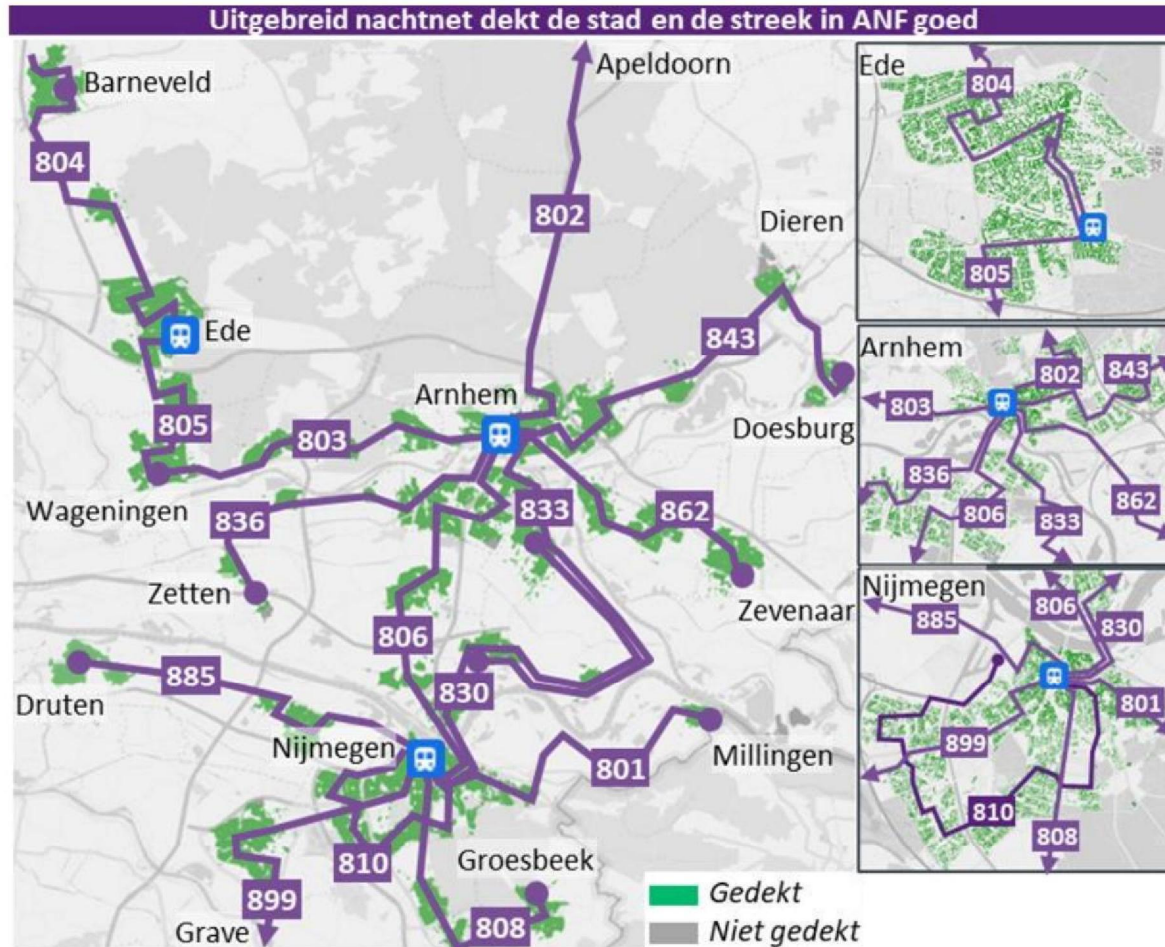 Uitgebreid nachtnet dekt de stad en de streek in ANF goed
Barneveld
804
Apeldoorn
802
Dieren
843
Ede
Arnhem
805
803
Doesburg
Wageningen
836
833
862
Zetten
Zevenaar
806
885
830
Druten
Nijmegen
801
Millingen
810
Groesbeek
899
808
Grave
Gedekt
Niet gedekt
Ede
804
805
Arnhem
802
843
803
836
806
833
862
Nijmegen
885
806
830
801
899
810
808